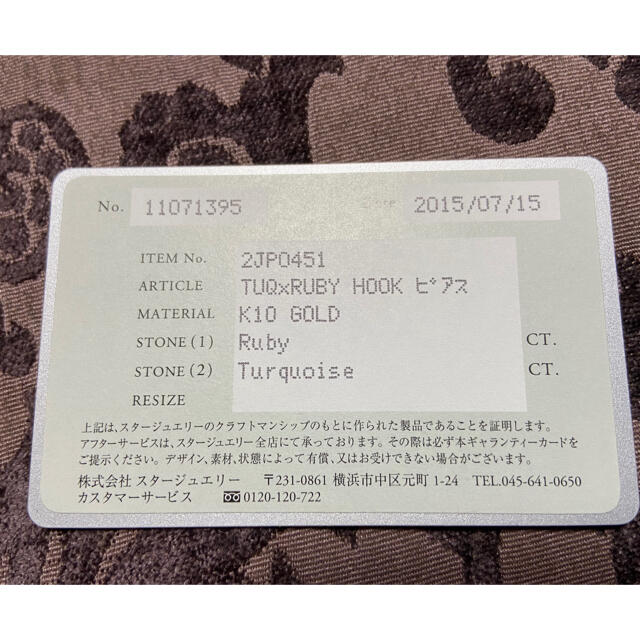 No. 11071395 Date 2015/07/15
ITEM No. 2JP0451
ARTICLE TUQxRUBY HOOK ピアス
MATERIAL K10 GOLD
STONE (1) Ruby CT.
STONE (2) Turquoise CT.
RESIZE
上記は、スタージュエリーのクラフトマンシップのもとに作られた製品であることを証明します。
アフターサービスは、スタージュエリー全店にて承っております。その際は必ず本ギャランティーカードを
ご提示ください。デザイン、素材、状態によって有償、又はお受けできない場合がございます。
株式会社 スタージュエリー 〒231-0861 横浜市中区元町 1-24 TEL.045-641-0650
カスタマーサービス 0120-120-722